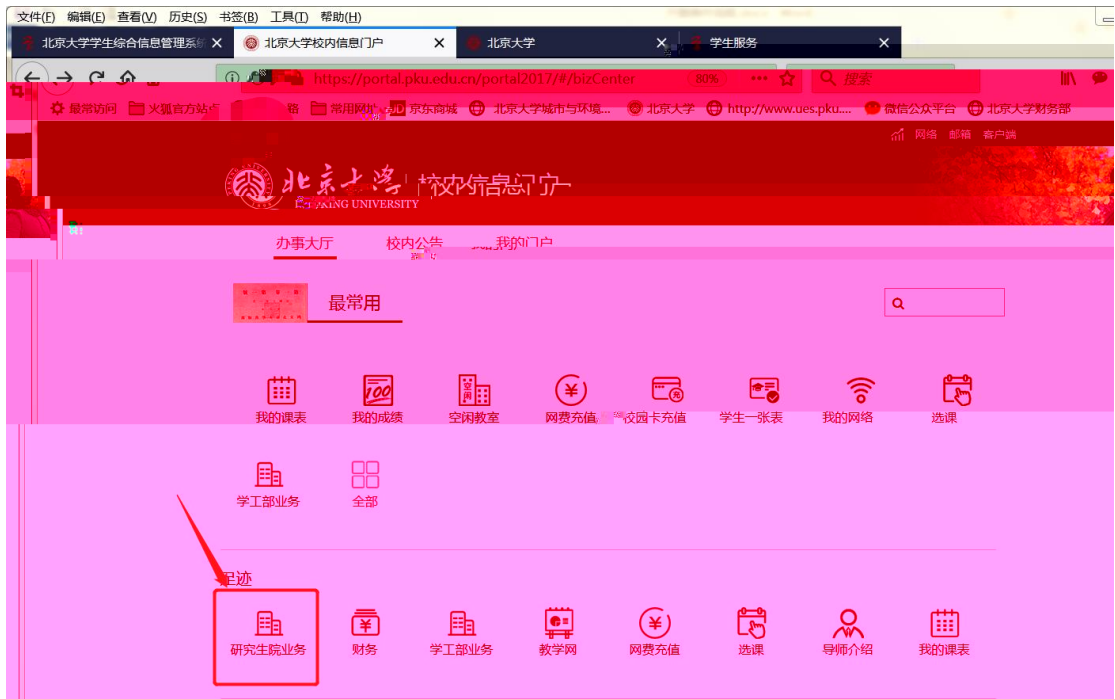 文件(F) 编辑(E) 查看(V) 历史(S) 书签(B) 工具(T) 帮助(H)
北京大学学生综合信息管理系统 北京大学校内信息门户 北京大学 学生服务
https://portal.pku.edu.cn/portal2017/#/bizCenter 80% 搜索
最常访问 火狐官方站点 常用网址 JD 京东商城 北京大学城市与环境... 北京大学 http://www.ues.pku.... 微信公众平台 北京大学财务部
网络 邮箱 客户端
北京大学 校内信息门户
PEKING UNIVERSITY
办事大厅 校内公告 我的门户
最常用
我的课表 我的成绩 空闲教室 网费充值 校园卡充值 学生一张表 我的网络 选课
学工部业务 全部
足迹
研究生院业务 财务 学工部业务 教学网 网费充值 选课 导师介绍 我的课表